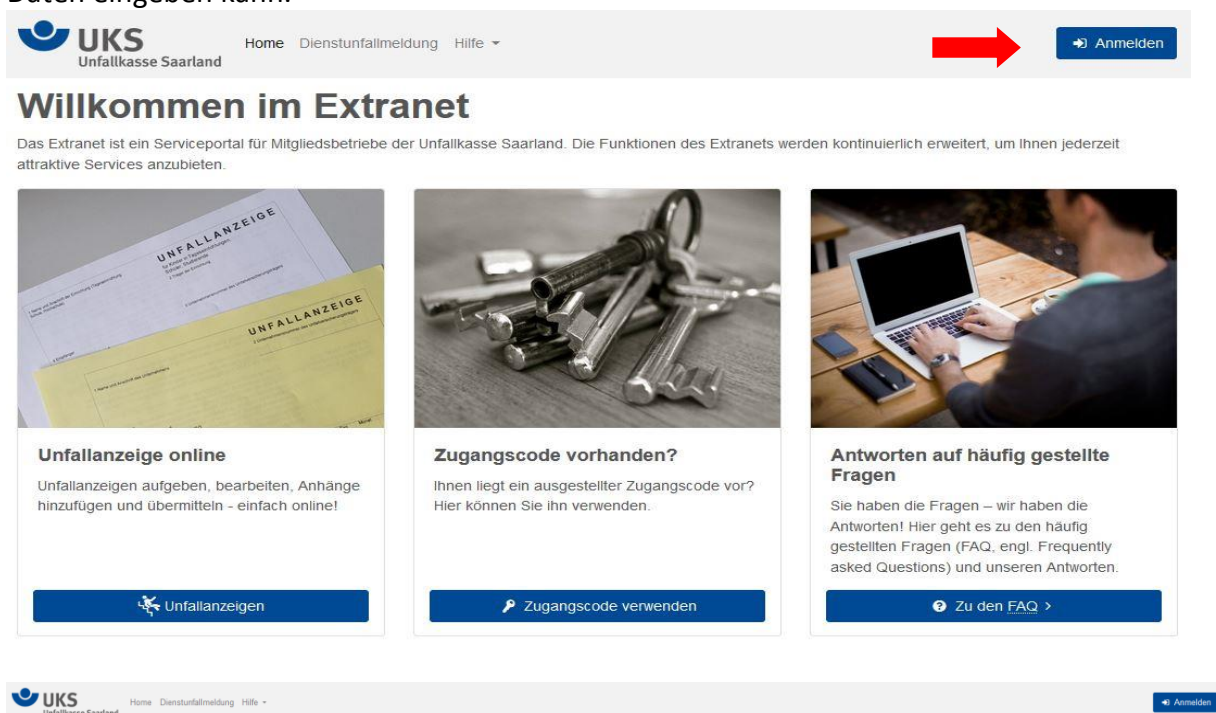 Daten eingeben kann.
UKS
Unfallkasse Saarland
Home Dienstunfallmeldung Hilfe
Anmelden
Willkommen im Extranet
Das Extranet ist ein Serviceportal für Mitgliedsbetriebe der Unfallkasse Saarland. Die Funktionen des Extranets werden kontinuierlich erweitert, um Ihnen jederzeit
attraktive Services anzubieten.
UNFALLANZEIGE
UNFALLANZEIGE
Unfallanzeige online
Unfallanzeigen aufgeben, bearbeiten, Anhänge
hinzufügen und übermitteln - einfach online!
Unfallanzeigen
Zugangscode vorhanden?
Ihnen liegt ein ausgestellter Zugangscode vor?
Hier können Sie ihn verwenden.
Zugangscode verwenden
Antworten auf häufig gestellte
Fragen
Sie haben die Fragen – wir haben die
Antworten! Hier geht es zu den häufig
gestellten Fragen (FAQ, engl. Frequently
asked Questions) und unseren Antworten.
Zu den FAQ >
UKS
Unfallkasse Saarland
Home Dienstunfallmeldung Hilfe
Anmelden